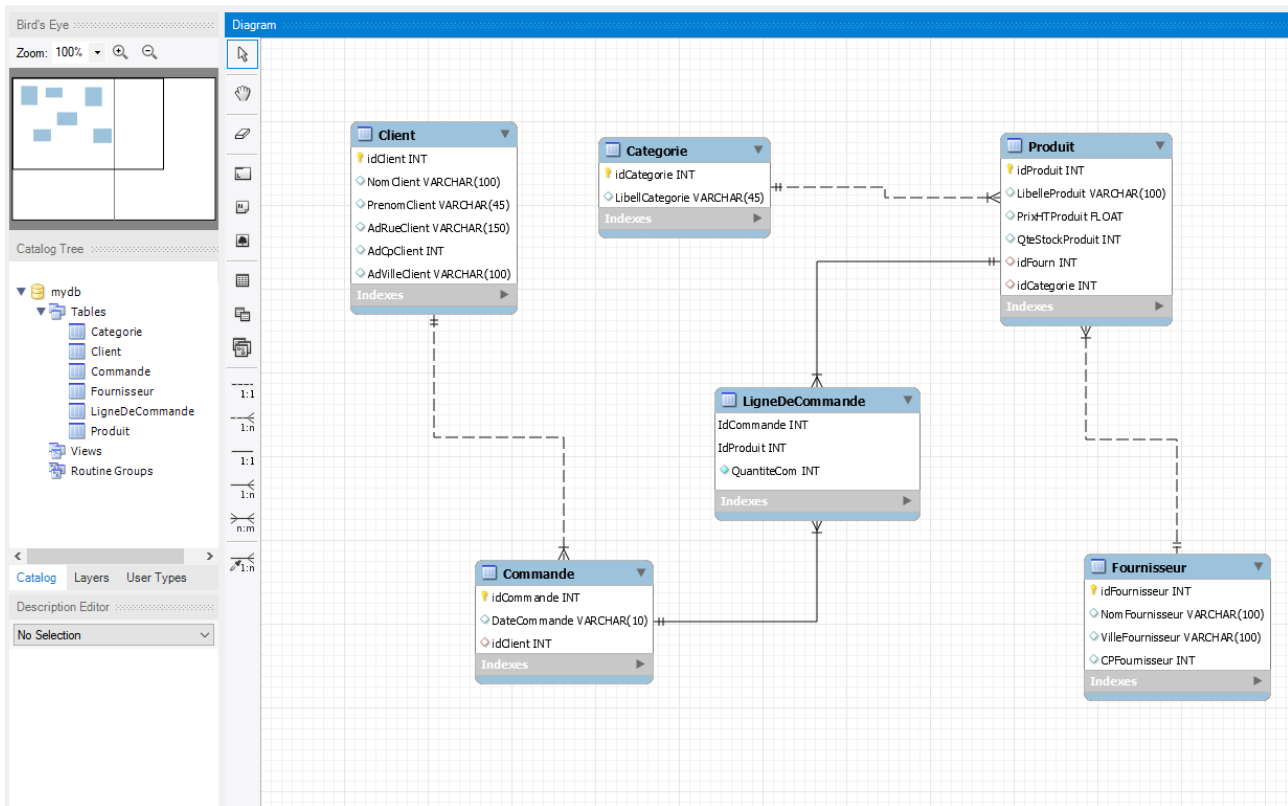 Bird's Eye
Zoom: 100%
Catalog Tree
mydb
Tables
Categorie
Client
Commande
Fournisseur
LigneDeCommande
Produit
Views
Routine Groups
Catalog Layers User Types
Description Editor
No Selection
Diagram
1:1
1:n
1:1
1:n
n:m
1:n
Client
idClient INT
NomClient VARCHAR(100)
PrenomClient VARCHAR(45)
AdRueClient VARCHAR(150)
AdCpClient INT
AdVilleClient VARCHAR(100)
Indexes
Categorie
idCategorie INT
LibellCategorie VARCHAR(45)
Indexes
Produit
idProduit INT
LibelleProduit VARCHAR(100)
PrixHTProduit FLOAT
QteStockProduit INT
idFourn INT
idCategorie INT
Indexes
LigneDeCommande
IdCommande INT
IdProduit INT
QuantiteCom INT
Indexes
Commande
idCommande INT
DateCommande VARCHAR(10)
idClient INT
Indexes
Fournisseur
idFournisseur INT
NomFournisseur VARCHAR(100)
VilleFournisseur VARCHAR(100)
CPFournisseur INT
Indexes